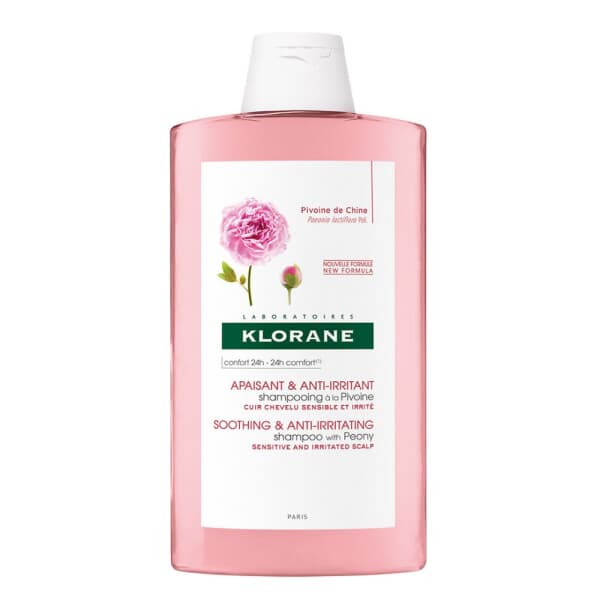 Pivoine de Chine
Paeonia lactiflora Pall.
NOUVELLE FORMULE
NEW FORMULA
LABORATOIRES
KLORANE
confort 24h - 24h comfort(1)
APAISANT & ANTI-IRRITANT
shampooing à la Pivoine
CUIR CHEVELU SENSIBLE ET IRRITÉ
SOOTHING & ANTI-IRRITATING
shampoo with Peony
SENSITIVE AND IRRITATED SCALP
PARIS